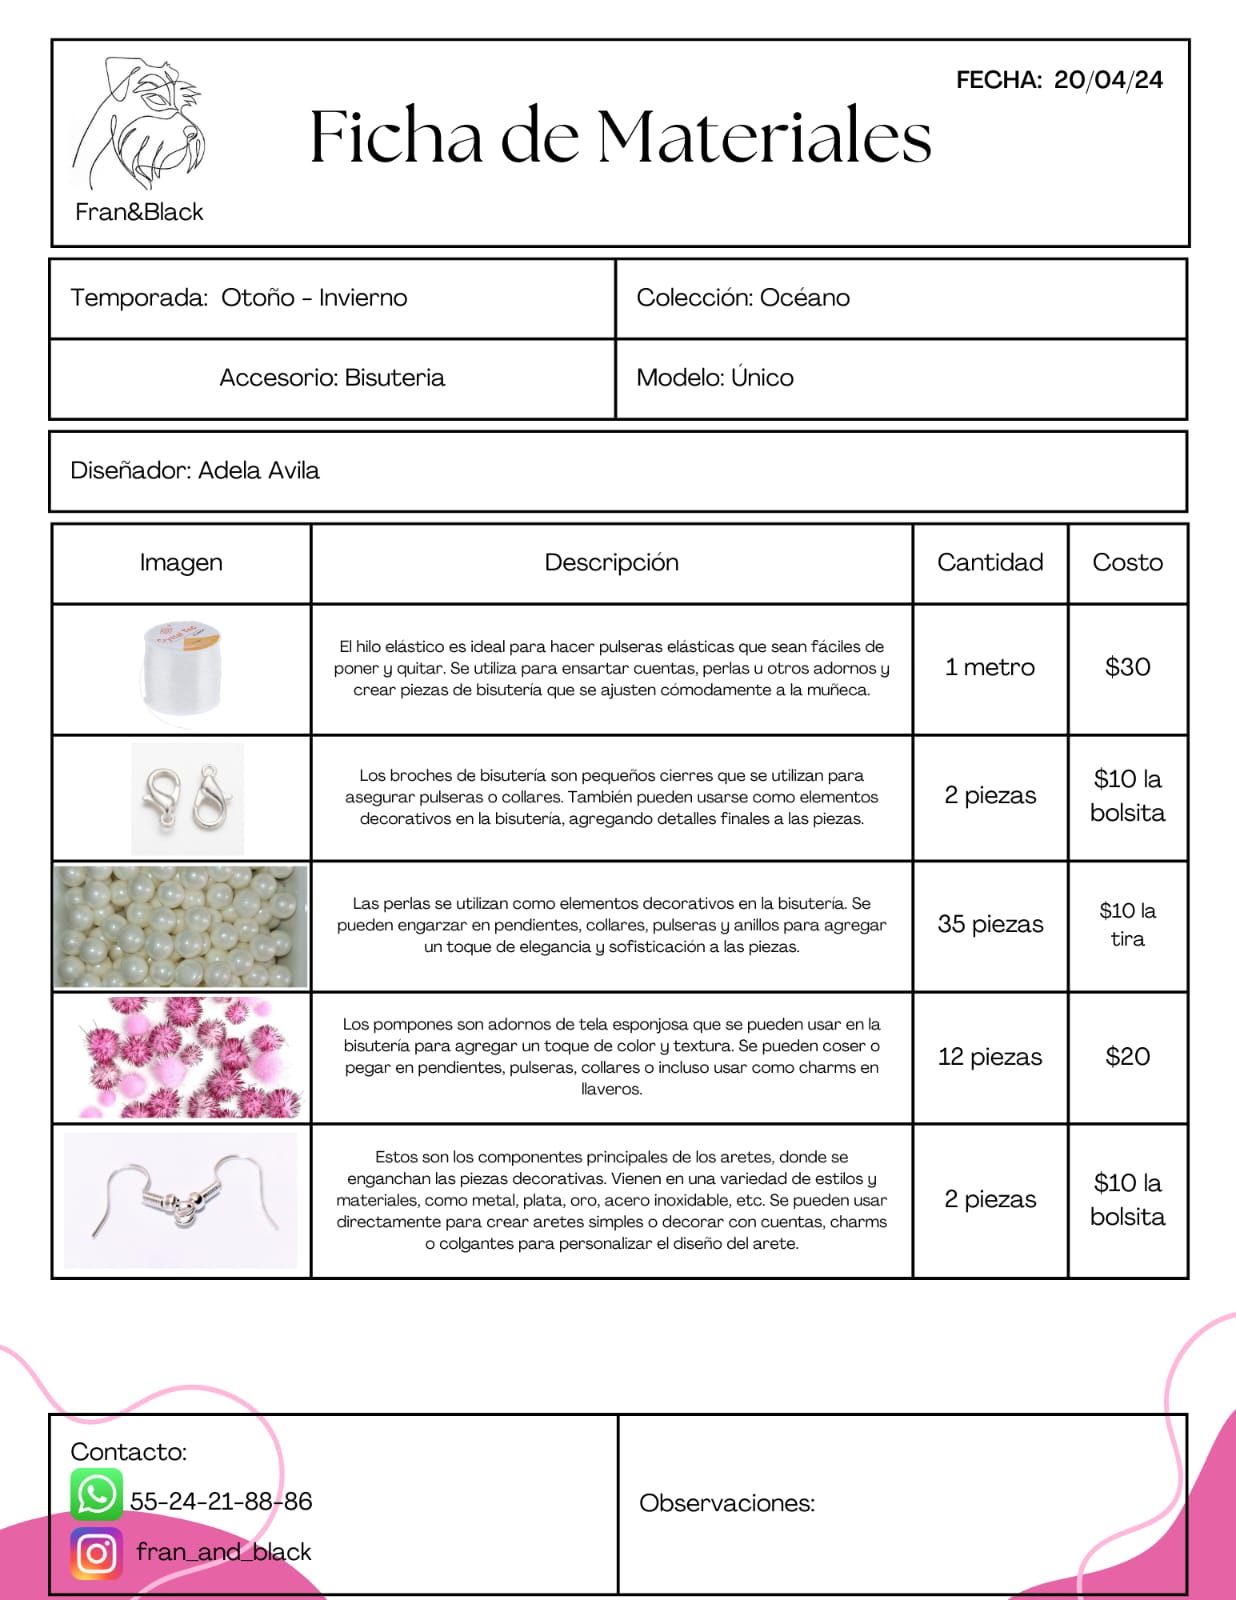 FECHA: 20/04/24
Ficha de Materiales
Fran&Black
Temporada: Otoño - Invierno
Colección: Océano
Accesorio: Bisuteria
Modelo: Único
Diseñador: Adela Avila
Imagen
Descripción
Cantidad
Costo
Crystal Tec
El hilo elástico es ideal para hacer pulseras elásticas que sean fáciles de
poner y quitar. Se utiliza para ensartar cuentas, perlas u otros adornos y
crear piezas de bisutería que se ajusten cómodamente a la muñeca.
1 metro
$30
Los broches de bisutería son pequeños cierres que se utilizan para
asegurar pulseras o collares. También pueden usarse como elementos
decorativos en la bisutería, agregando detalles finales a las piezas.
2 piezas
$10 la
bolsita
Las perlas se utilizan como elementos decorativos en la bisutería. Se
pueden engarzar en pendientes, collares, pulseras y anillos para agregar
un toque de elegancia y sofisticación a las piezas.
35 piezas
$10 la
tira
Los pompones son adornos de tela esponjosa que se pueden usar en la
bisutería para agregar un toque de color y textura. Se pueden coser o
pegar en pendientes, pulseras, collares o incluso usar como charms en
llaveros.
12 piezas
$20
Estos son los componentes principales de los aretes, donde se
enganchan las piezas decorativas. Vienen en una variedad de estilos y
materiales, como metal, plata, oro, acero inoxidable, etc. Se pueden usar
directamente para crear aretes simples o decorar con cuentas, charms
o colgantes para personalizar el diseño del arete.
2 piezas
$10 la
bolsita
Contacto:
55-24-21-88-86
fran_and_black
Observaciones: